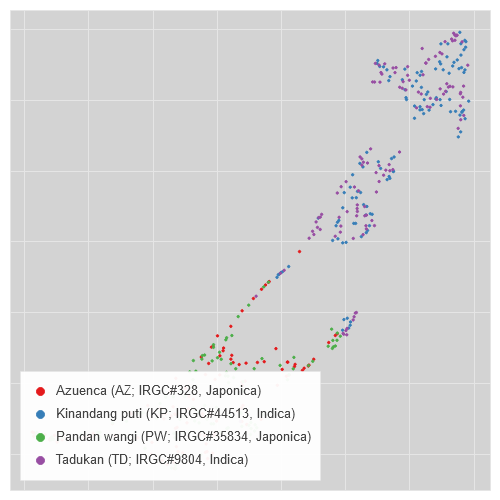 Azuenca (AZ; IRGC#328, Japonica)
Kinandang puti (KP; IRGC#44513, Indica)
Pandan wangi (PW; IRGC#35834, Japonica)
Tadukan (TD; IRGC#9804, Indica)